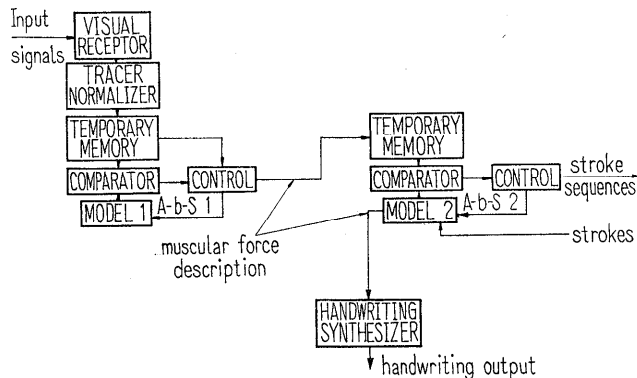 Input
signals
VISUAL
RECEPTOR
TRACER
NORMALIZER
TEMPORARY
MEMORY
COMPARATOR
CONTROL
MODEL 1
A-b-S 1
muscular force
description
TEMPORARY
MEMORY
COMPARATOR
CONTROL
stroke
sequences
MODEL 2
A-b-S 2
strokes
HANDWRITING
SYNTHESIZER
handwriting output